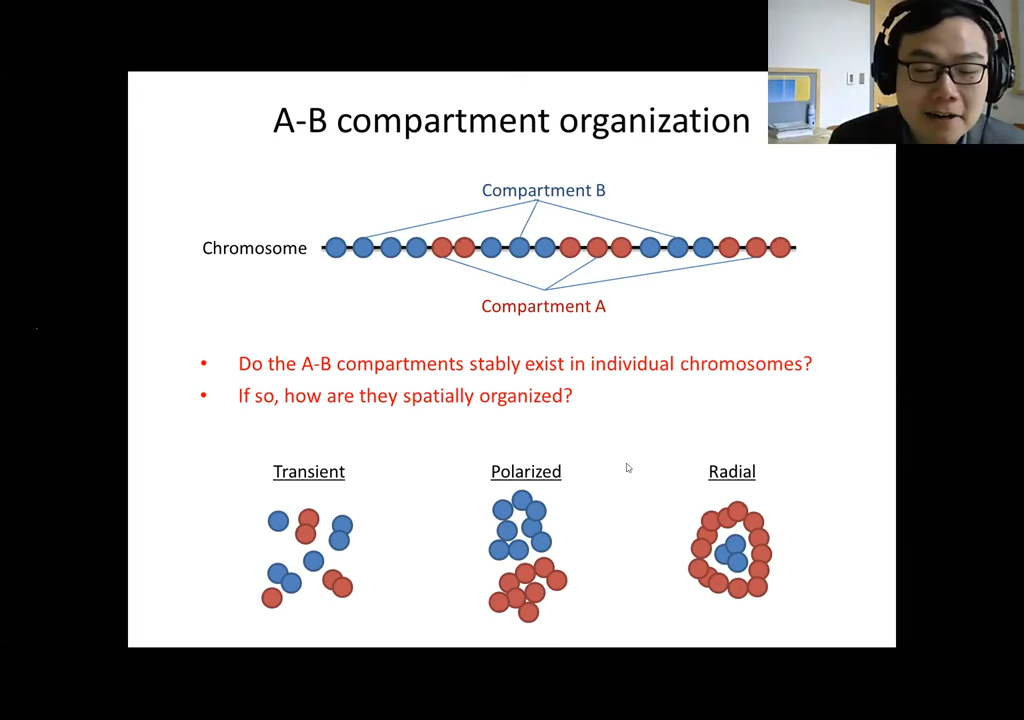 A-B compartment organization
Compartment B
Chromosome
Compartment A
• Do the A-B compartments stably exist in individual chromosomes?
• If so, how are they spatially organized?
Transient
Polarized
Radial